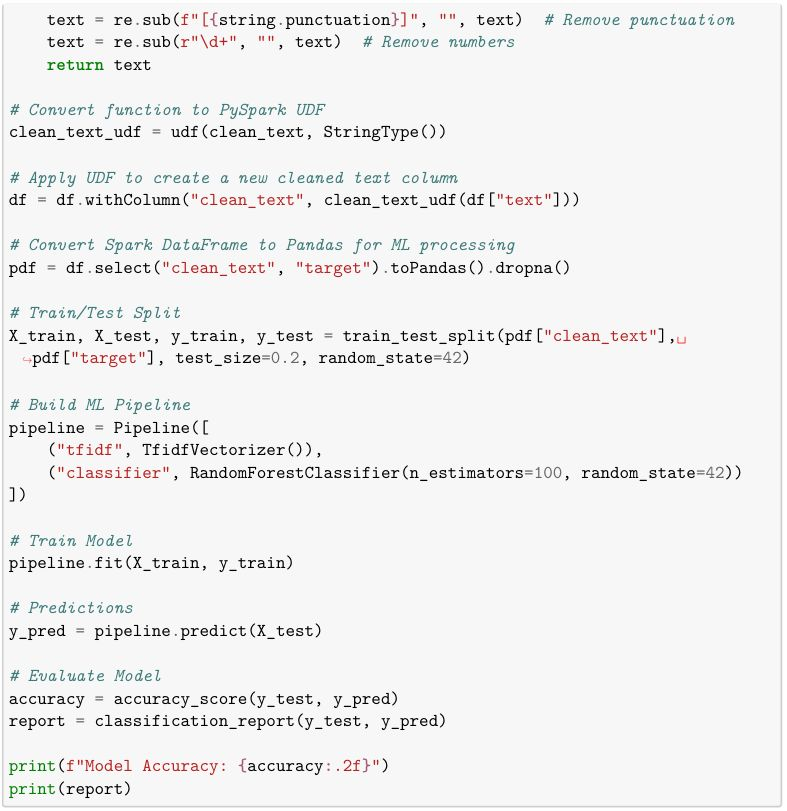 text = re.sub(f"[{string.punctuation}]", "", text)  # Remove punctuation
    text = re.sub(r"\d+", "", text)  # Remove numbers
    return text

# Convert function to PySpark UDF
clean_text_udf = udf(clean_text, StringType())

# Apply UDF to create a new cleaned text column
df = df.withColumn("clean_text", clean_text_udf(df["text"]))

# Convert Spark DataFrame to Pandas for ML processing
pdf = df.select("clean_text", "target").toPandas().dropna()

# Train/Test Split
X_train, X_test, y_train, y_test = train_test_split(pdf["clean_text"],␣
↪pdf["target"], test_size=0.2, random_state=42)

# Build ML Pipeline
pipeline = Pipeline([
    ("tfidf", TfidfVectorizer()),
    ("classifier", RandomForestClassifier(n_estimators=100, random_state=42))
])

# Train Model
pipeline.fit(X_train, y_train)

# Predictions
y_pred = pipeline.predict(X_test)

# Evaluate Model
accuracy = accuracy_score(y_test, y_pred)
report = classification_report(y_test, y_pred)

print(f"Model Accuracy: {accuracy:.2f}")
print(report)